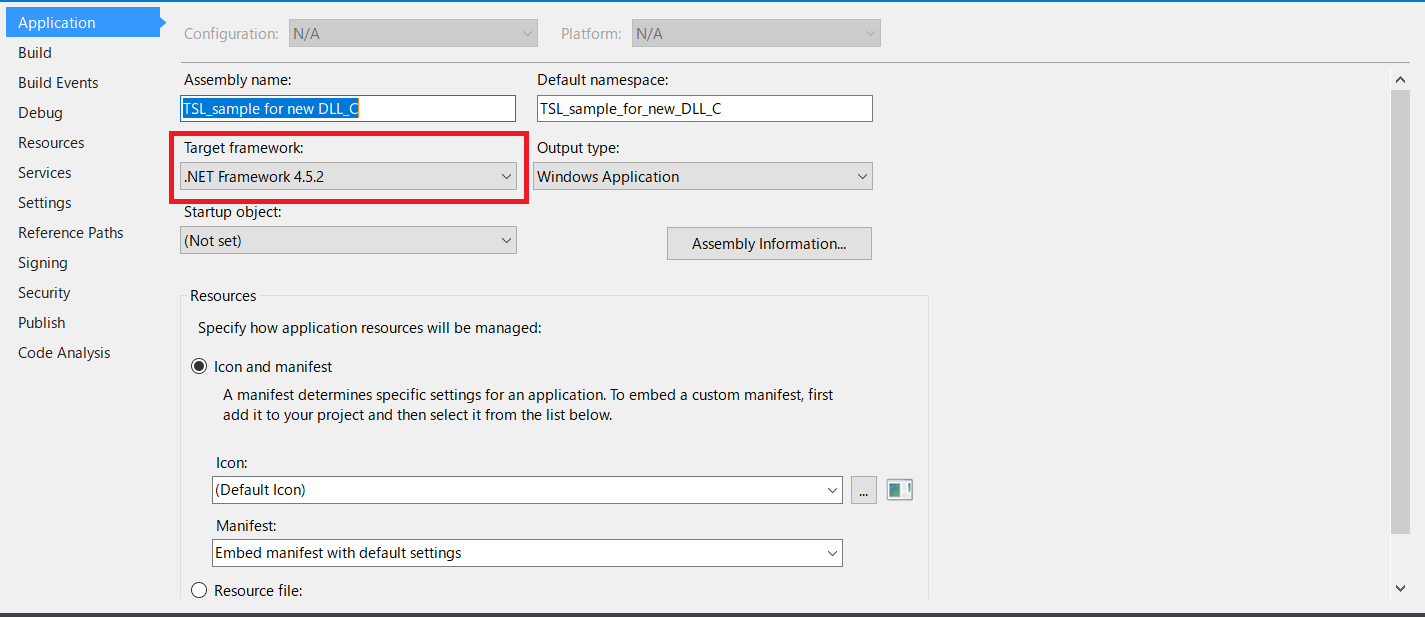 Application
Build
Build Events
Debug
Resources
Services
Settings
Reference Paths
Signing
Security
Publish
Code Analysis
Configuration: N/A Platform: N/A
Assembly name: Default namespace:
TSL_sample for new DLL_C TSL_sample_for_new_DLL_C
Target framework: Output type:
.NET Framework 4.5.2 Windows Application
Startup object:
(Not set) Assembly Information...
Resources
Specify how application resources will be managed:
Icon and manifest
A manifest determines specific settings for an application. To embed a custom manifest, first
add it to your project and then select it from the list below.
Icon:
(Default Icon) ...
Manifest:
Embed manifest with default settings
Resource file: